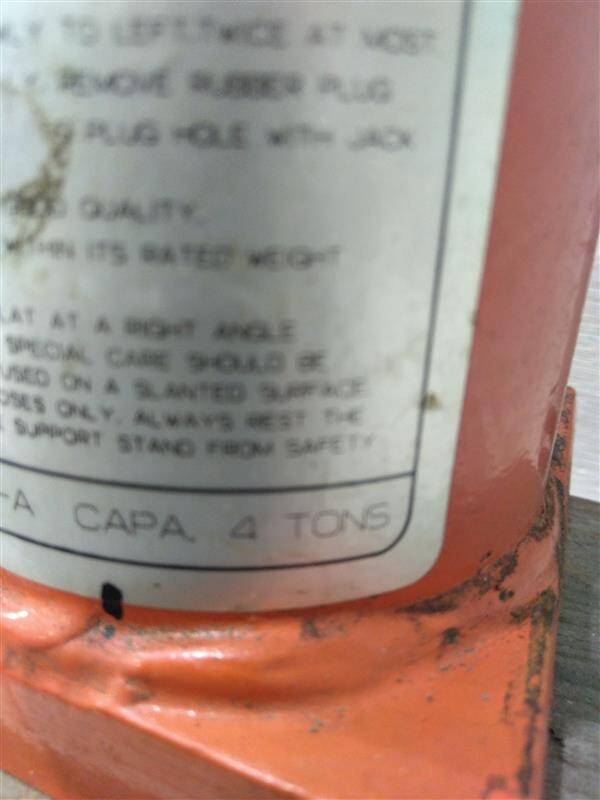 TO LEFT, TWICE AT MOST.
REMOVE RUBBER PLUG
PLUG HOLE WITH JACK
QUALITY.
WITHIN ITS RATED WEIGHT
AT A RIGHT ANGLE
SPECIAL CARE SHOULD BE
USED ON A SLANTED SURFACE
ONLY. ALWAYS REST THE
SUPPORT STAND FROM SAFETY
-A CAPA. 4 TONS